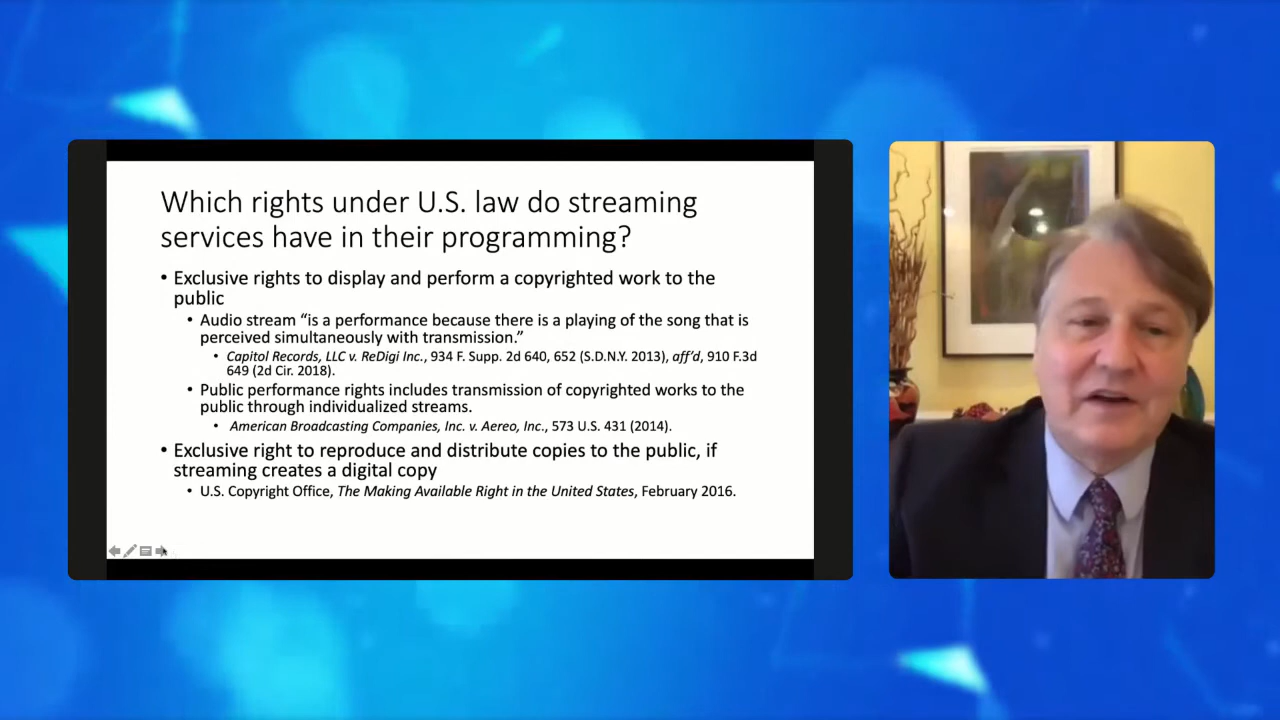 Which rights under U.S. law do streaming
services have in their programming?
• Exclusive rights to display and perform a copyrighted work to the
public
• Audio stream “is a performance because there is a playing of the song that is
perceived simultaneously with transmission.”
• Capitol Records, LLC v. ReDigi Inc., 934 F. Supp. 2d 640, 652 (S.D.N.Y. 2013), aff’d, 910 F.3d
649 (2d Cir. 2018).
• Public performance rights includes transmission of copyrighted works to the
public through individualized streams.
• American Broadcasting Companies, Inc. v. Aereo, Inc., 573 U.S. 431 (2014).
• Exclusive right to reproduce and distribute copies to the public, if
streaming creates a digital copy
• U.S. Copyright Office, The Making Available Right in the United States, February 2016.